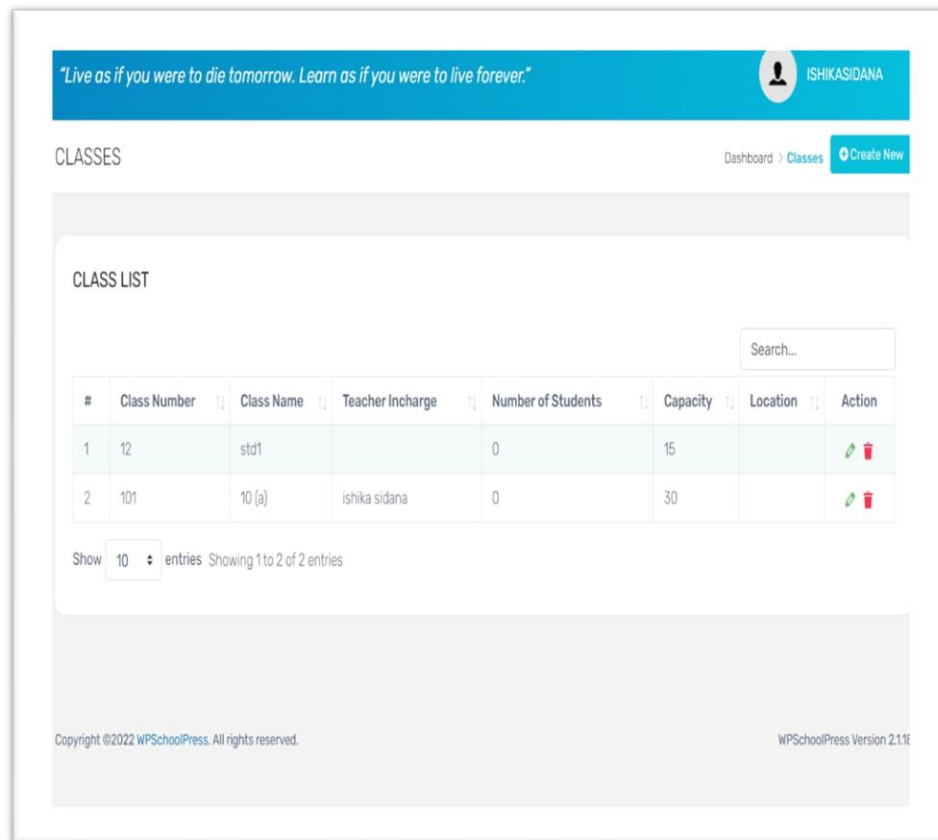 "Live as if you were to die tomorrow. Learn as if you were to live forever."
ISHIKASIDANA
CLASSES
Dashboard > Classes
Create New
CLASS LIST
Search...
# Class Number Class Name Teacher Incharge Number of Students Capacity Location Action
1 12 std1 0 15
2 101 10 (a) ishika sidana 0 30
Show 10 entries Showing 1 to 2 of 2 entries
Copyright ©2022 WPSchoolPress. All rights reserved.
WPSchoolPress Version 2.1.18